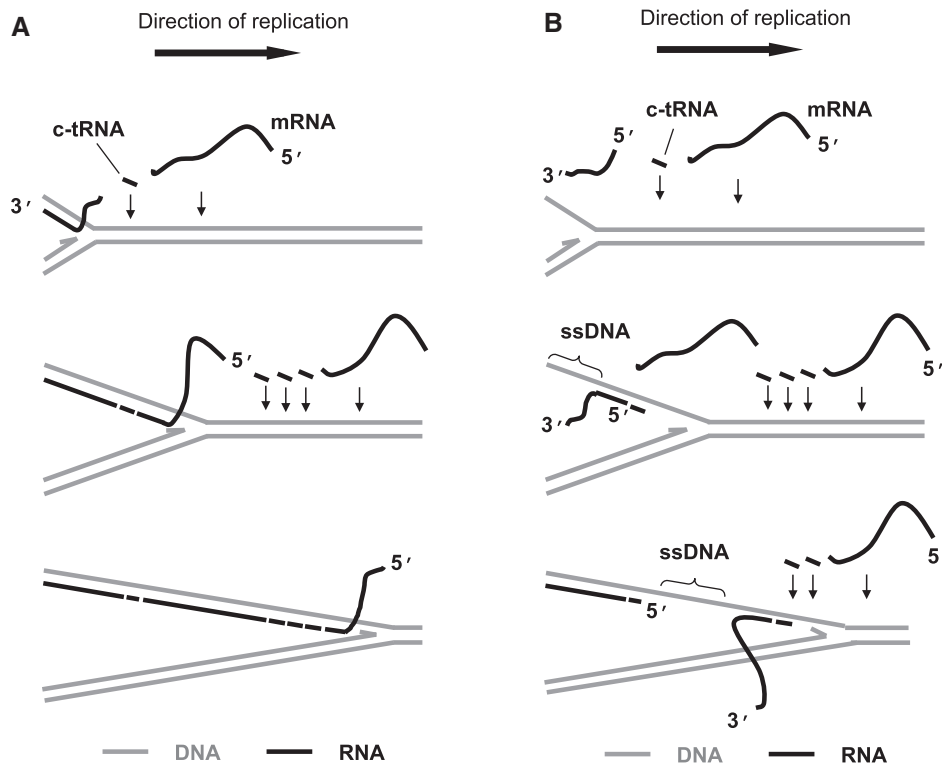 A
Direction of replication
c-tRNA
mRNA
5 ′
3 ′
5 ′
5 ′
DNA
RNA
B
Direction of replication
c-tRNA
mRNA
5 ′
5 ′
3 ′
ssDNA
5 ′
5 ′
3 ′
ssDNA
5
5 ′
3 ′
DNA
RNA